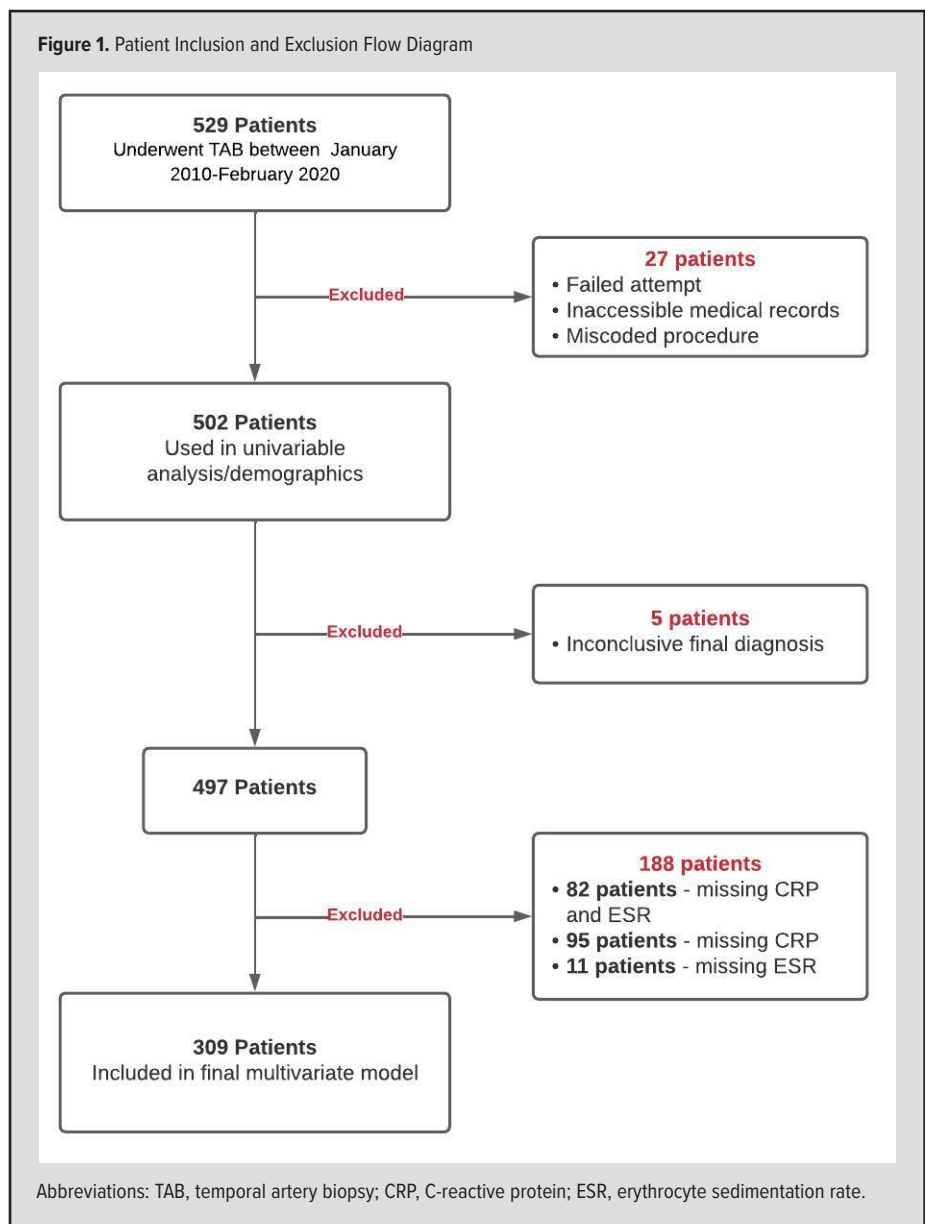 Figure 1. Patient Inclusion and Exclusion Flow Diagram
529 Patients
Underwent TAB between January
2010-February 2020
Excluded
27 patients
• Failed attempt
• Inaccessible medical records
• Miscoded procedure
502 Patients
Used in univariable
analysis/demographics
Excluded
5 patients
• Inconclusive final diagnosis
497 Patients
Excluded
188 patients
• 82 patients - missing CRP
and ESR
• 95 patients - missing CRP
• 11 patients - missing ESR
309 Patients
Included in final multivariate model
Abbreviations: TAB, temporal artery biopsy; CRP, C-reactive protein; ESR, erythrocyte sedimentation rate.